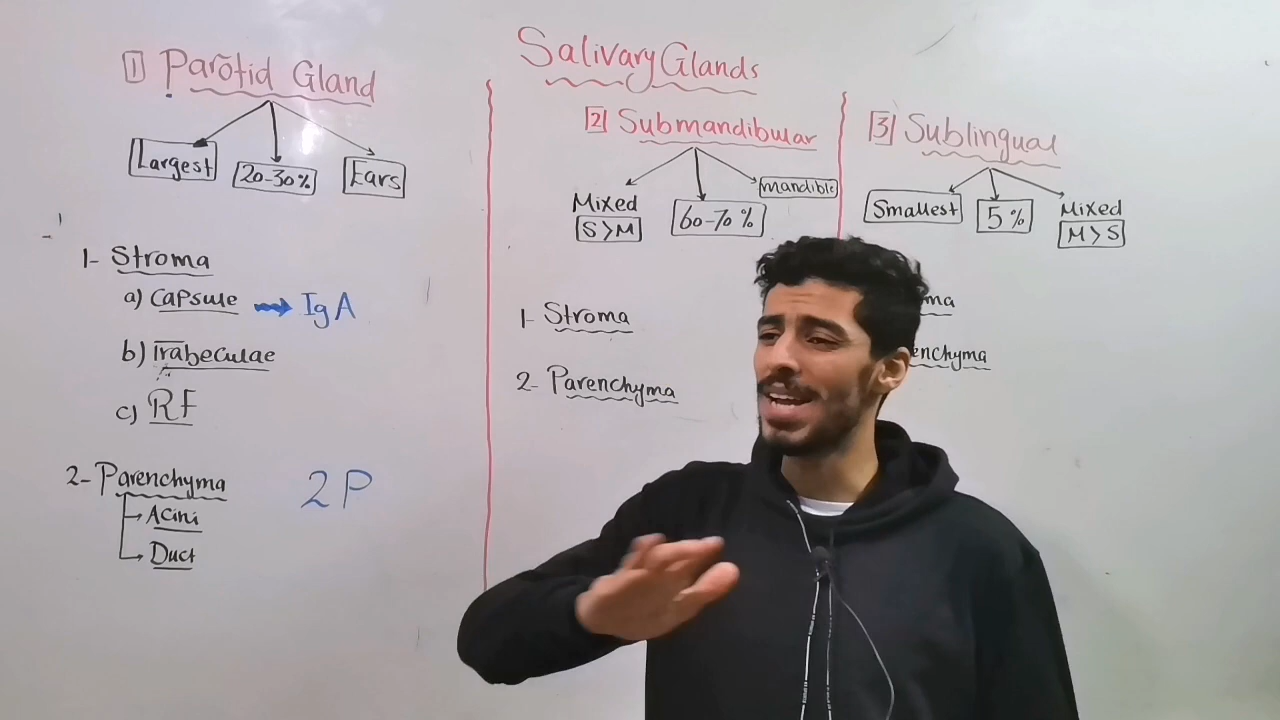 Salivary Glands
1 Parotid Gland
Largest
20-30%
Ears
1- Stroma
a) Capsule → IgA
b) Trabeculae
c) RF
2- Parenchyma
→ Acini
→ Duct
2P
2 Submandibular
Mixed
S>M
60-70%
mandible
1- Stroma
2- Parenchyma
3 Sublingual
Smallest
5%
Mixed
M>S
ma
enchyma